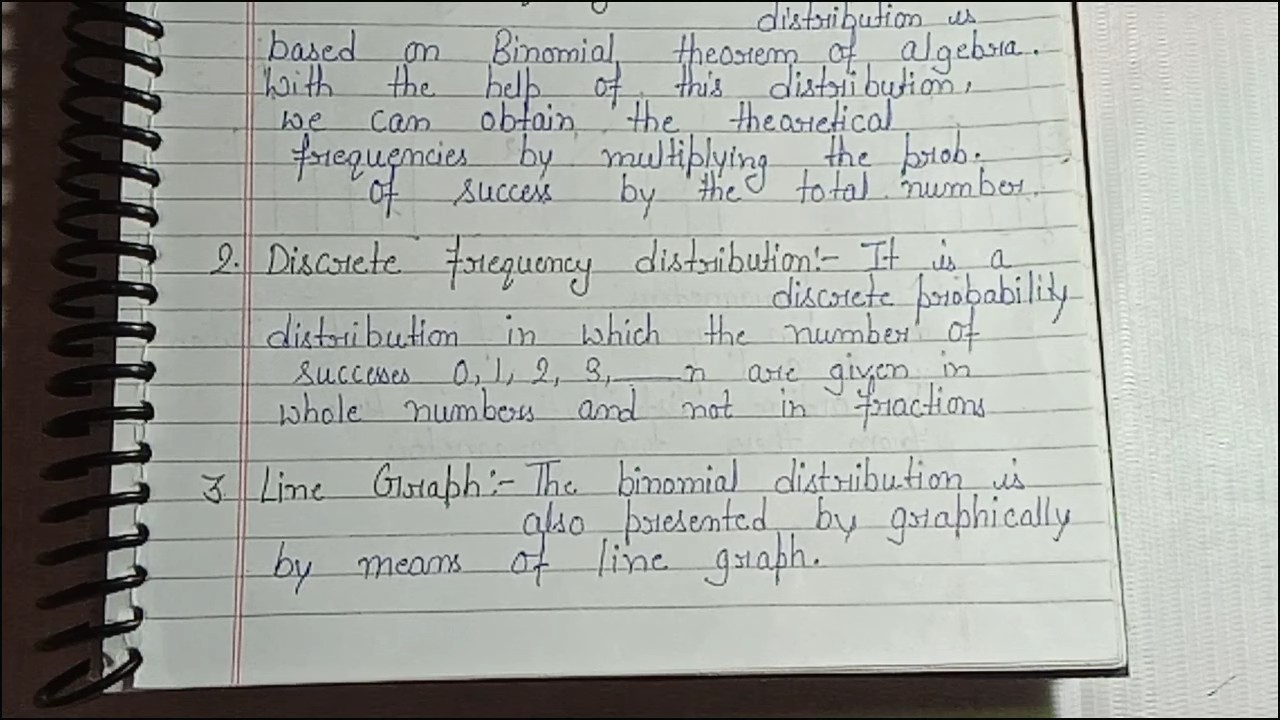 distribution is
based on Binomial theorem of algebra.
With the help of this distribution,
we can obtain the theoretical
frequencies by multiplying the prob.
of success by the total number.
2. Discrete frequency distribution:- It is a
discrete probability
distribution in which the number of
successes 0, 1, 2, 3, — n are given in
whole numbers and not in fractions
3. Line Graph:- The binomial distribution is
also presented by graphically
by means of line graph.